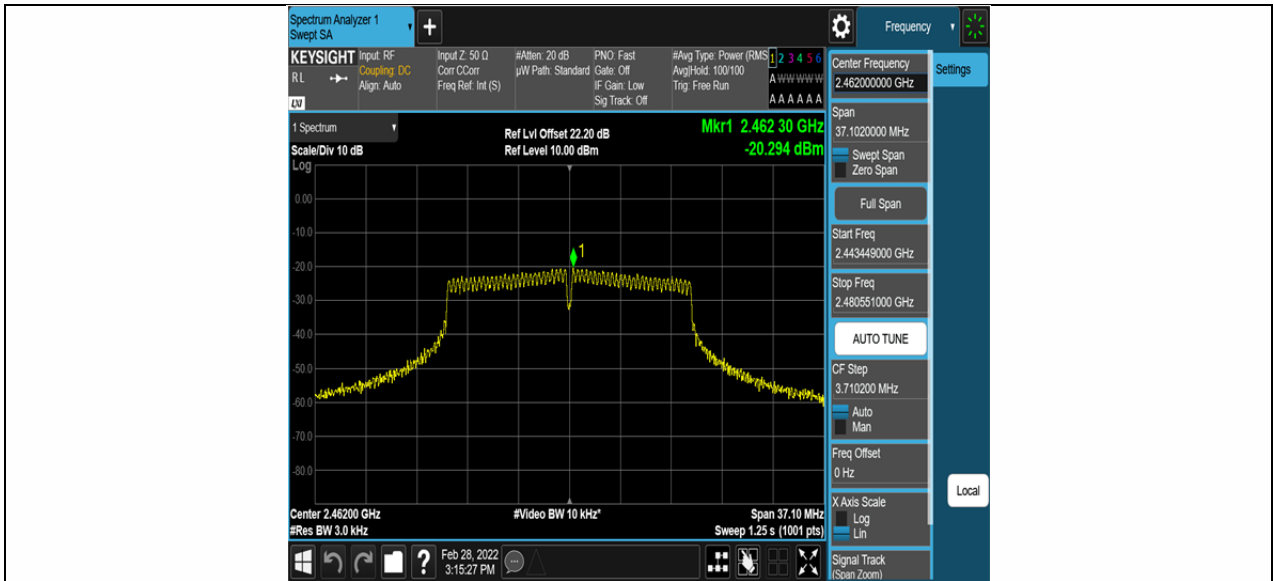 Spectrum Analyzer 1
Swept SA
Frequency
KEYSIGHT
R L
LXI
Input: RF
Coupling: DC
Align: Auto
Input Z: 50 Ω
Corr CCorr
Freq Ref: Int (S)
#Atten: 20 dB
µW Path: Standard
PNO: Fast
Gate: Off
IF Gain: Low
Sig Track: Off
#Avg Type: Power (RMS
Avg|Hold: 100/100
Trig: Free Run
1 2 3 4 5 6
A W W W W W
A A A A A A
1 Spectrum
Scale/Div 10 dB
Log
Ref Lvl Offset 22.20 dB
Ref Level 10.00 dBm
Mkr1 2.462 30 GHz
-20.294 dBm
0.00
-10.0
-20.0
-30.0
-40.0
-50.0
-60.0
-70.0
-80.0
1
Center 2.46200 GHz
#Res BW 3.0 kHz
#Video BW 10 kHz*
Span 37.10 MHz
Sweep 1.25 s (1001 pts)
Center Frequency
2.462000000 GHz
Settings
Span
37.1020000 MHz
Swept Span
Zero Span
Full Span
Start Freq
2.443449000 GHz
Stop Freq
2.480551000 GHz
AUTO TUNE
CF Step
3.710200 MHz
Auto
Man
Freq Offset
0 Hz
X Axis Scale
Log
Lin
Local
Signal Track
(Span Zoom)
?
Feb 28, 2022
3:15:27 PM